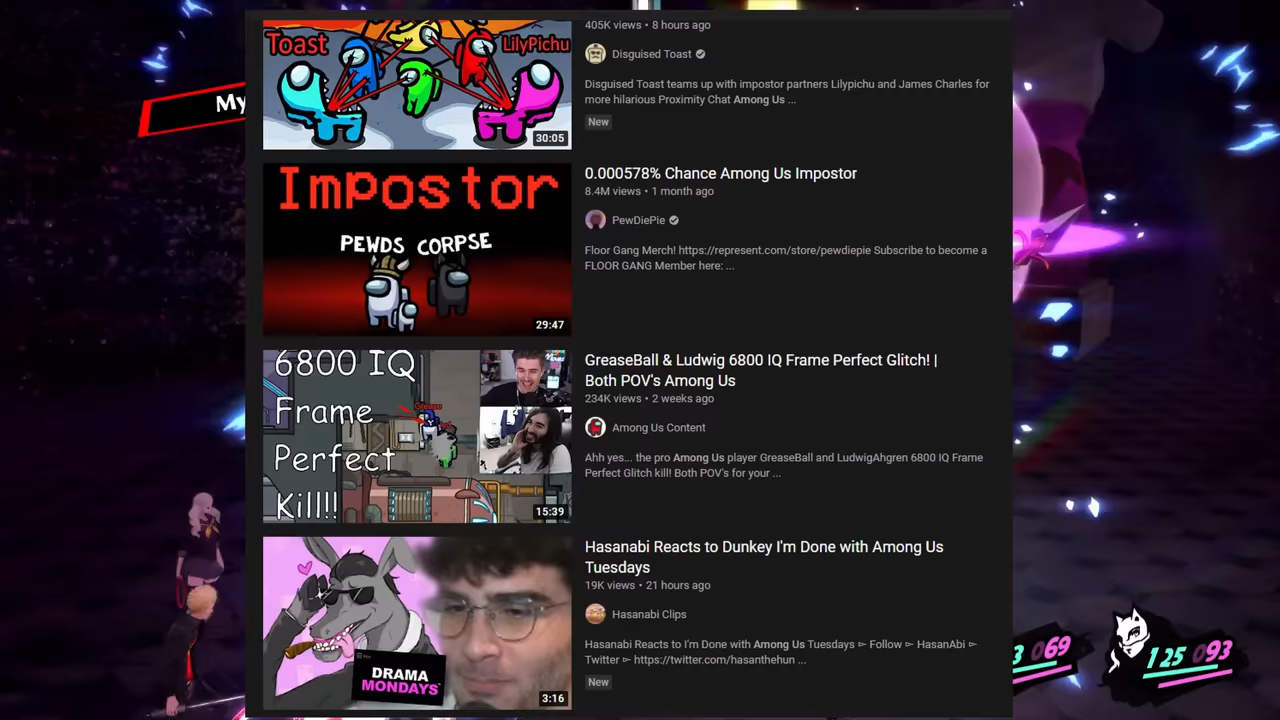 405K views • 8 hours ago
Toast
LilyPichu
Disguised Toast
Disguised Toast teams up with impostor partners Lilypichu and James Charles for
more hilarious Proximity Chat Among Us ...
New
30:05
My
Impostor
PEWDS CORPSE
29:47
0.000578% Chance Among Us Impostor
8.4M views • 1 month ago
PewDiePie
Floor Gang Merch! https://represent.com/store/pewdiepie Subscribe to become a
FLOOR GANG Member here: ...
6800 IQ
Frame
Perfect
Kill!!
Grease
15:39
GreaseBall & Ludwig 6800 IQ Frame Perfect Glitch! |
Both POV's Among Us
234K views • 2 weeks ago
Among Us Content
Ahh yes... the pro Among Us player GreaseBall and LudwigAhgren 6800 IQ Frame
Perfect Glitch kill! Both POV's for your ...
DRAMA
MONDAYS
3:16
Hasanabi Reacts to Dunkey I'm Done with Among Us
Tuesdays
19K views • 21 hours ago
Hasanabi Clips
Hasanabi Reacts to I'm Done with Among Us Tuesdays ➣ Follow ➣ HasanAbi ➣
Twitter ➣ https://twitter.com/hasanthehun ...
New
3 069
125 093